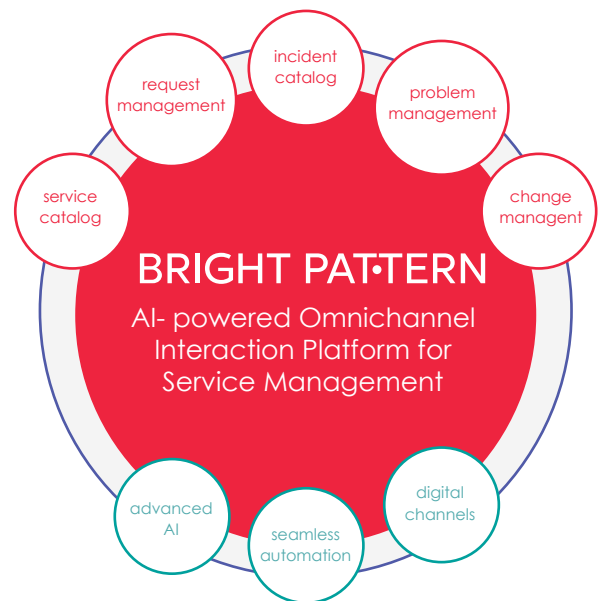 incident
catalog
request
management
problem
management
service
catalog
change
managent
BRIGHT PAT·TERN
AI- powered Omnichannel
Interaction Platform for
Service Management
advanced
AI
seamless
automation
digital
channels